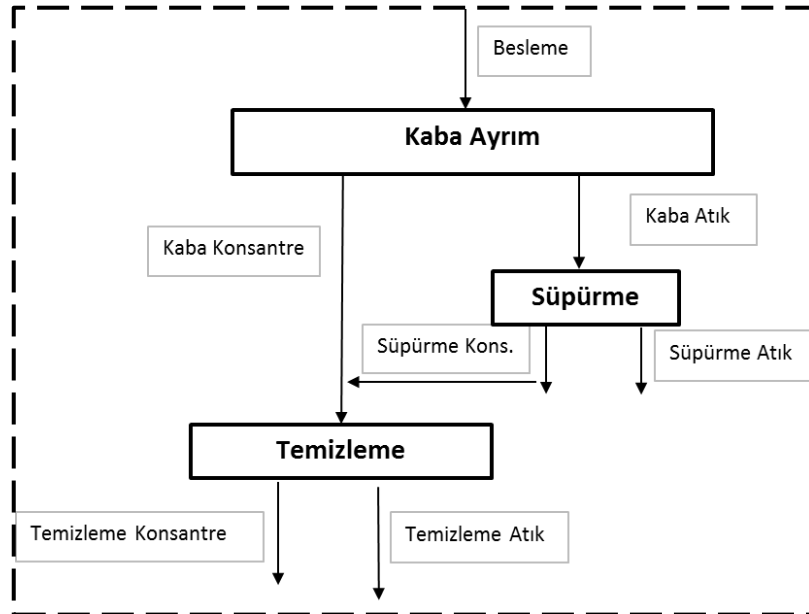 Besleme
Kaba Ayrım
Kaba Atık
Kaba Konsantre
Süpürme
Süpürme Kons.
Süpürme Atık
Temizleme
Temizleme Konsantre
Temizleme Atık